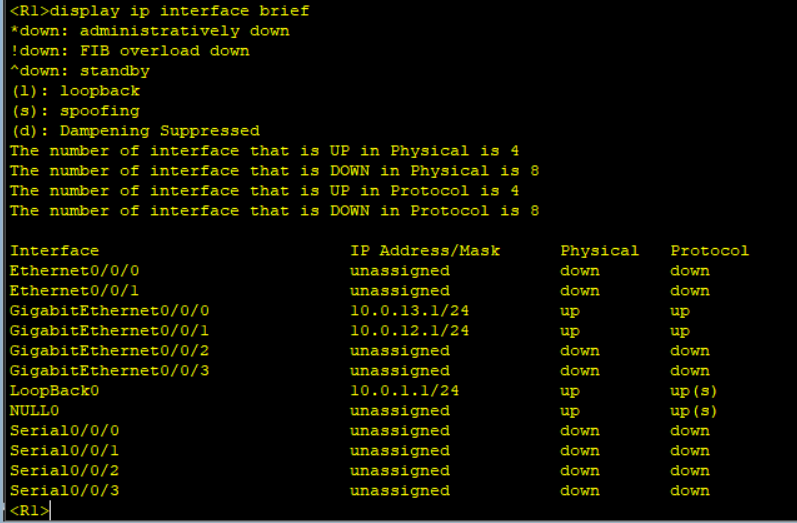 <R1>display ip interface brief
*down: administratively down
!down: FIB overload down
^down: standby
(l): loopback
(s): spoofing
(d): Dampening Suppressed
The number of interface that is UP in Physical is 4
The number of interface that is DOWN in Physical is 8
The number of interface that is UP in Protocol is 4
The number of interface that is DOWN in Protocol is 8
Interface IP Address/Mask Physical Protocol
Ethernet0/0/0 unassigned down down
Ethernet0/0/1 unassigned down down
GigabitEthernet0/0/0 10.0.13.1/24 up up
GigabitEthernet0/0/1 10.0.12.1/24 up up
GigabitEthernet0/0/2 unassigned down down
GigabitEthernet0/0/3 unassigned down down
LoopBack0 10.0.1.1/24 up up(s)
NULL0 unassigned up up(s)
Serial0/0/0 unassigned down down
Serial0/0/1 unassigned down down
Serial0/0/2 unassigned down down
Serial0/0/3 unassigned down down
<R1>